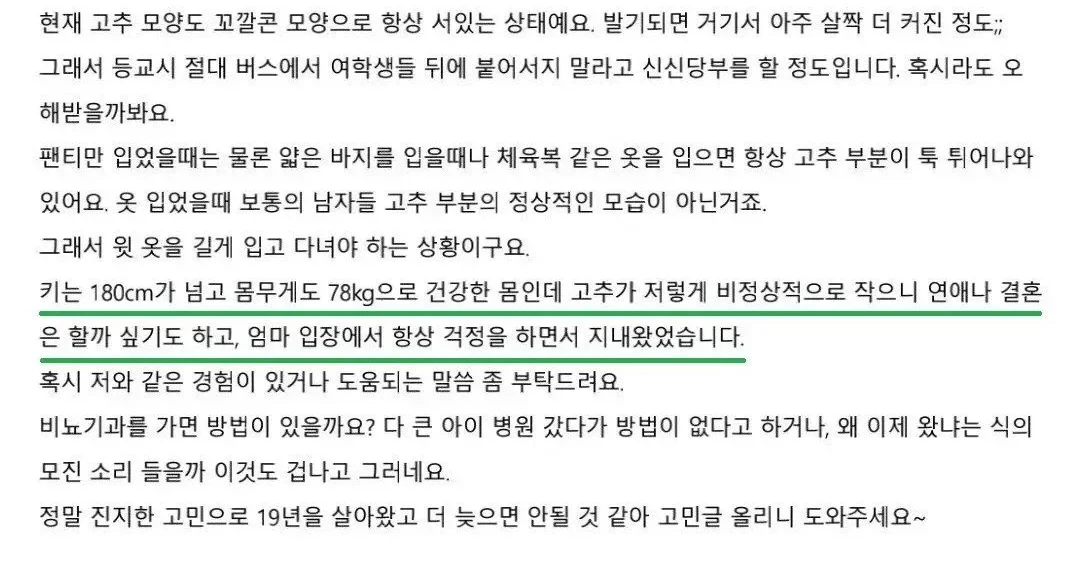 현재 고추 모양도 꼬깔콘 모양으로 항상 서있는 상태예요. 발기되면 거기서 아주 살짝 더 커진 정도;;
그래서 등교시 절대 버스에서 여학생들 뒤에 붙어서지 말라고 신신당부를 할 정도입니다. 혹시라도 오
해받을까봐요.
팬티만 입었을때는 물론 얇은 바지를 입을때나 체육복 같은 옷을 입으면 항상 고추 부분이 툭 튀어나와
있어요. 옷 입었을때 보통의 남자들 고추 부분의 정상적인 모습이 아닌거죠.
그래서 윗 옷을 길게 입고 다녀야 하는 상황이구요.
키는 180cm가 넘고 몸무게도 78kg으로 건강한 몸인데 고추가 저렇게 비정상적으로 작으니 연애나 결혼
은 할까 싶기도 하고, 엄마 입장에서 항상 걱정을 하면서 지내왔었습니다.
혹시 저와 같은 경험이 있거나 도움되는 말씀 좀 부탁드려요.
비뇨기과를 가면 방법이 있을까요? 다 큰 아이 병원 갔다가 방법이 없다고 하거나, 왜 이제 왔냐는 식의
모진 소리 들을까 이것도 겁나고 그러네요.
정말 진지한 고민으로 19년을 살아왔고 더 늦으면 안될 것 같아 고민글 올리니 도와주세요~